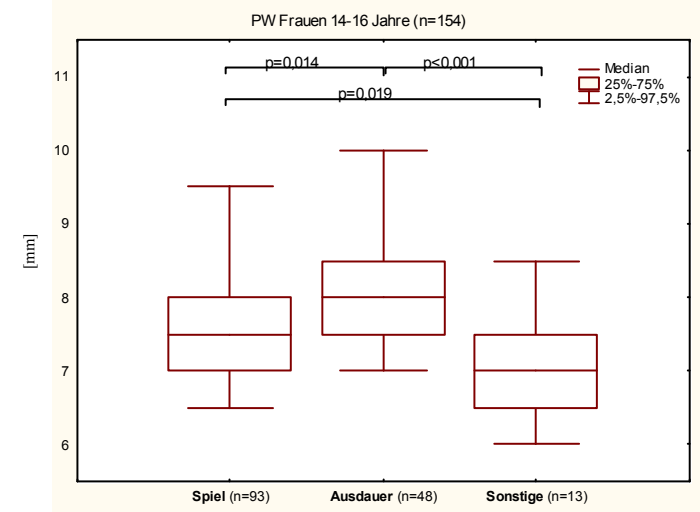 PW Frauen 14-16 Jahre (n=154)
p=0,014
p<0,001
p=0,019
Median
25%-75%
2,5%-97,5%
11
10
9
8
7
6
[mm]
Spiel (n=93)
Ausdauer (n=48)
Sonstige (n=13)